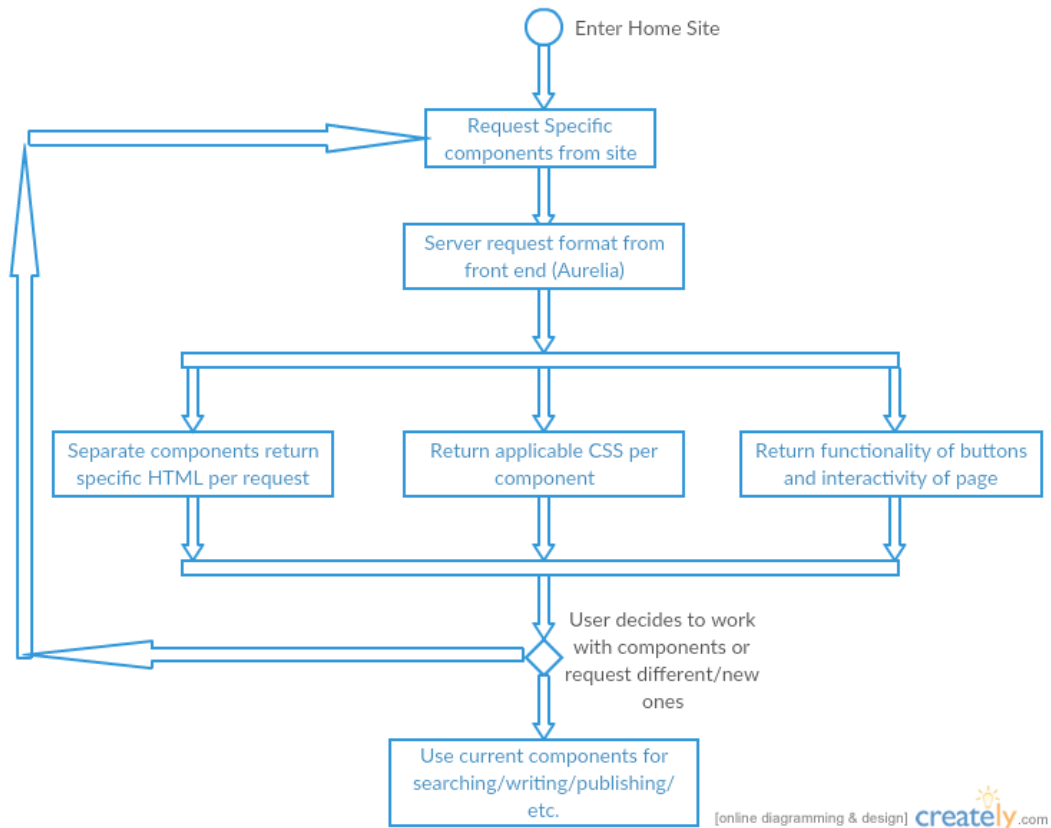 Enter Home Site
Request Specific
components from site
Server request format from
front end (Aurelia)
Separate components return
specific HTML per request
Return applicable CSS per
component
Return functionality of buttons
and interactivity of page
User decides to work
with components or
request different/new
ones
Use current components for
searching/writing/publishing/
etc.
[online diagramming & design] creately.com